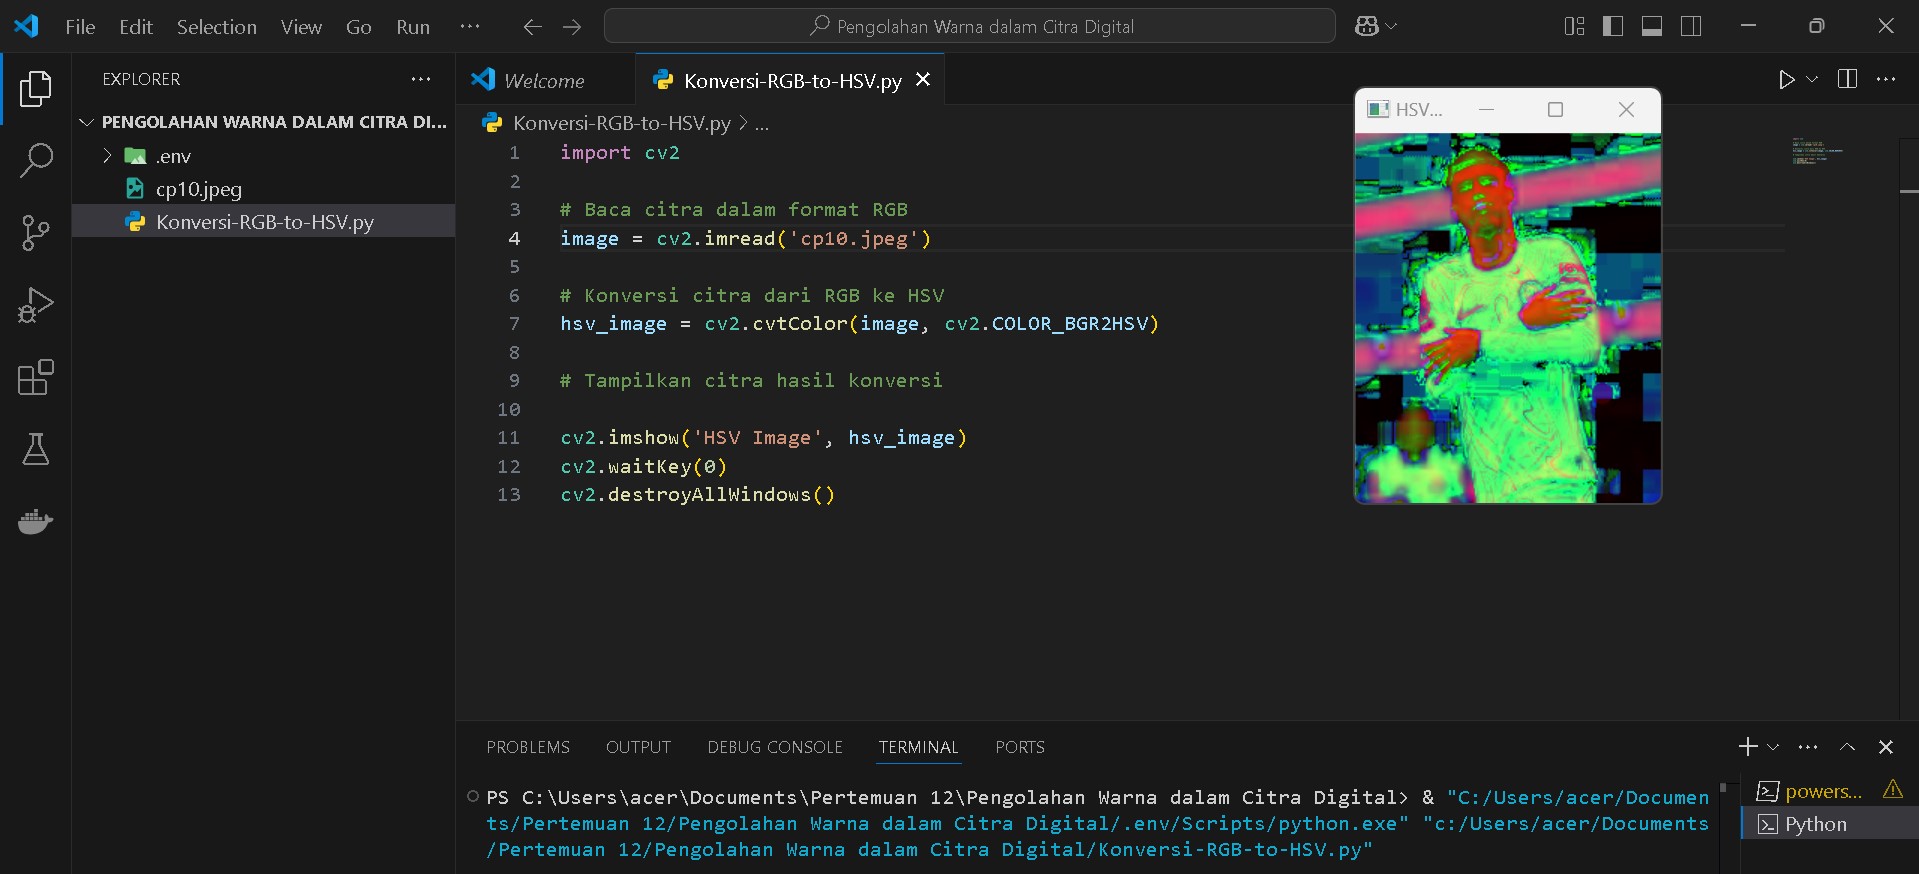 File Edit Selection View Go Run ···
Pengolahan Warna dalam Citra Digital
EXPLORER ···
PENGOLAHAN WARNA DALAM CITRA DI...
.env
cp10.jpeg
Konversi-RGB-to-HSV.py
Welcome
Konversi-RGB-to-HSV.py
Konversi-RGB-to-HSV.py > ...
1 import cv2
2
3 # Baca citra dalam format RGB
4 image = cv2.imread('cp10.jpeg')
5
6 # Konversi citra dari RGB ke HSV
7 hsv_image = cv2.cvtColor(image, cv2.COLOR_BGR2HSV)
8
9 # Tampilkan citra hasil konversi
10
11 cv2.imshow('HSV Image', hsv_image)
12 cv2.waitKey(0)
13 cv2.destroyAllWindows()
HSV...
PROBLEMS OUTPUT DEBUG CONSOLE TERMINAL PORTS
PS C:\Users\acer\Documents\Pertemuan 12\Pengolahan Warna dalam Citra Digital> & "C:/Users/acer/Documen
ts/Pertemuan 12/Pengolahan Warna dalam Citra Digital/.env/Scripts/python.exe" "c:/Users/acer/Documents
/Pertemuan 12/Pengolahan Warna dalam Citra Digital/Konversi-RGB-to-HSV.py"
powers...
Python